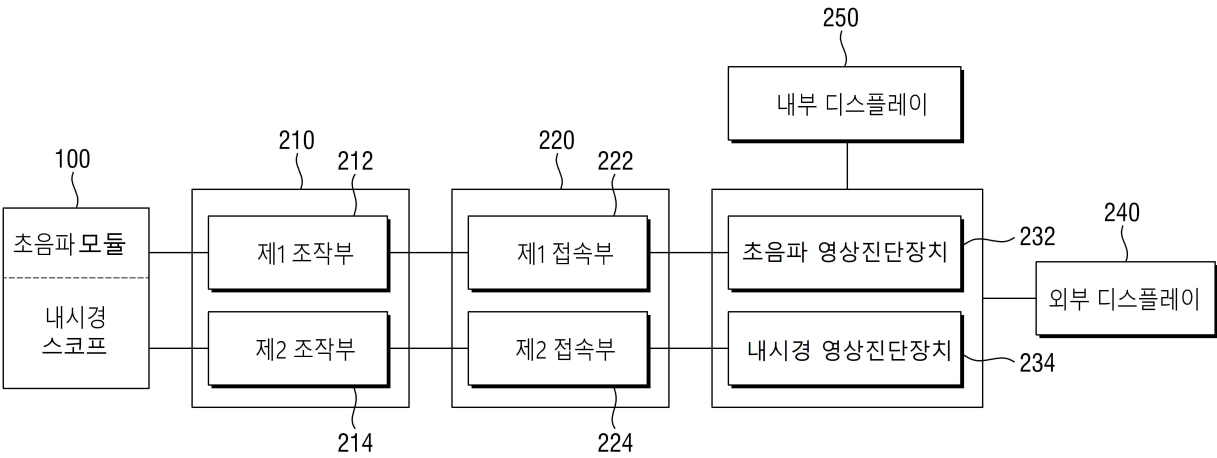 250
내부 디스플레이
210
220
100
212
222
240
초음파 모듈
제1 조작부
제1 접속부
초음파 영상진단장치
232
외부 디스플레이
내시경
스코프
제2 조작부
제2 접속부
내시경 영상진단장치
234
214
224